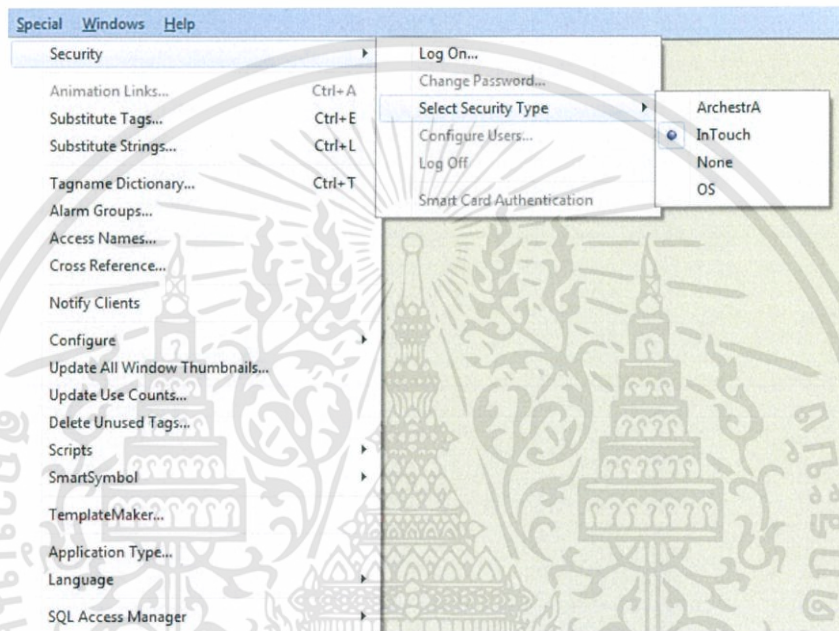 Special Windows Help
Security
Animation Links... Ctrl+A
Substitute Tags... Ctrl+E
Substitute Strings... Ctrl+L
Tagname Dictionary... Ctrl+T
Alarm Groups...
Access Names...
Cross Reference...
Notify Clients
Configure
Update All Window Thumbnails...
Update Use Counts...
Delete Unused Tags...
Scripts
SmartSymbol
TemplateMaker...
Application Type...
Language
SQL Access Manager
Log On...
Change Password...
Select Security Type
Configure Users...
Log Off
Smart Card Authentication
ArchestrA
InTouch
None
OS